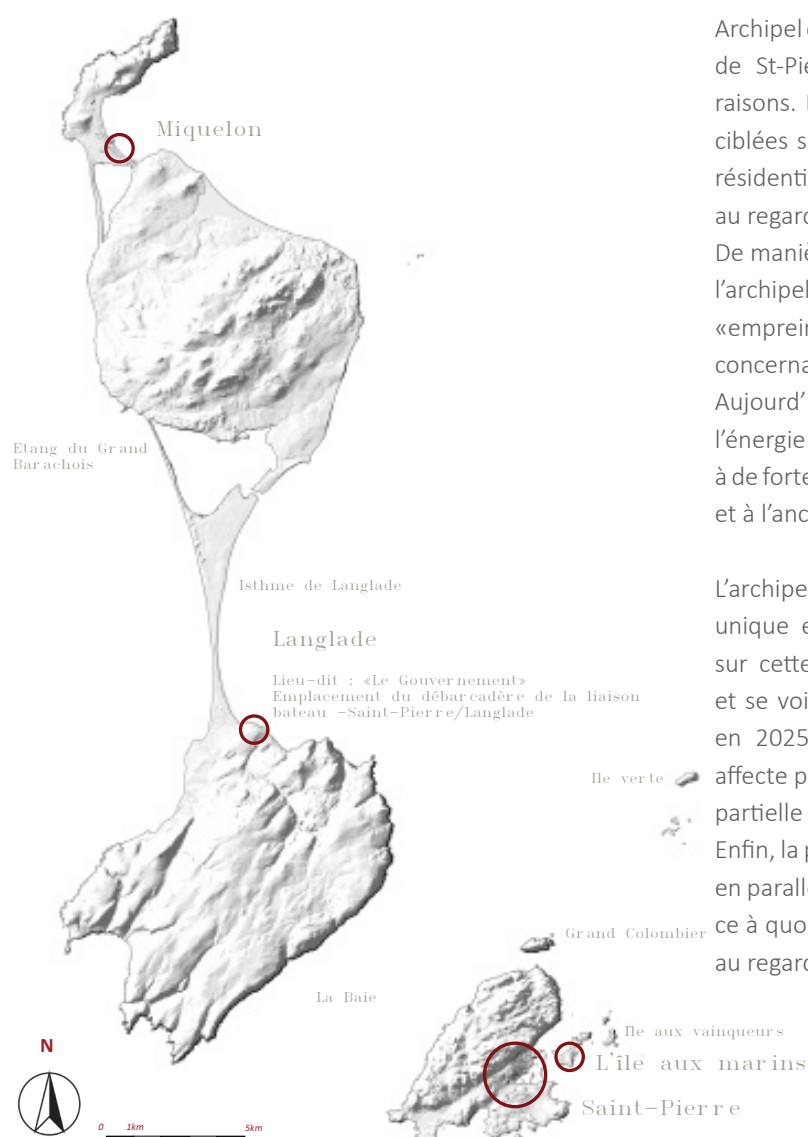 Miquelon
Etang du Grand
Barachois
Isthme de Langlade
Langlade
Lieu-dit : «Le Gouvernement»
Emplacement du débarcadère de la liaison
bateau -Saint-Pierre/Langlade
Ile verte
Grand Colombier
La Baie
Ile aux vainqueurs
L'île aux marins
Saint-Pierre
N
0 1km 5km
Archipel
de St-Pie
raisons.
ciblées s
résidenti
au regard
De maniè
l'archipel
«emprein
concerna
Aujourd'
l'énergie
à de forte
et à l'anc
L'archipe
unique e
sur cette
et se voi
en 2025
affecte p
partielle
Enfin, la p
en parallè
ce à quo
au regar